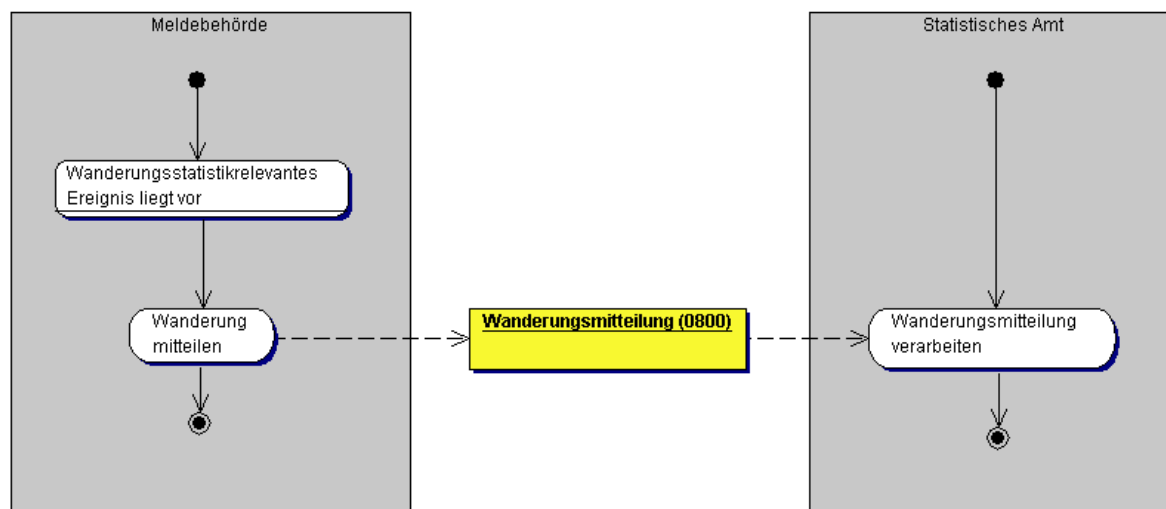 Meldebehörde
Statistisches Amt
Wanderungsstatistikrelevantes
Ereignis liegt vor
Wanderung
mitteilen
Wanderungsmitteilung (0800)
Wanderungsmitteilung
verarbeiten